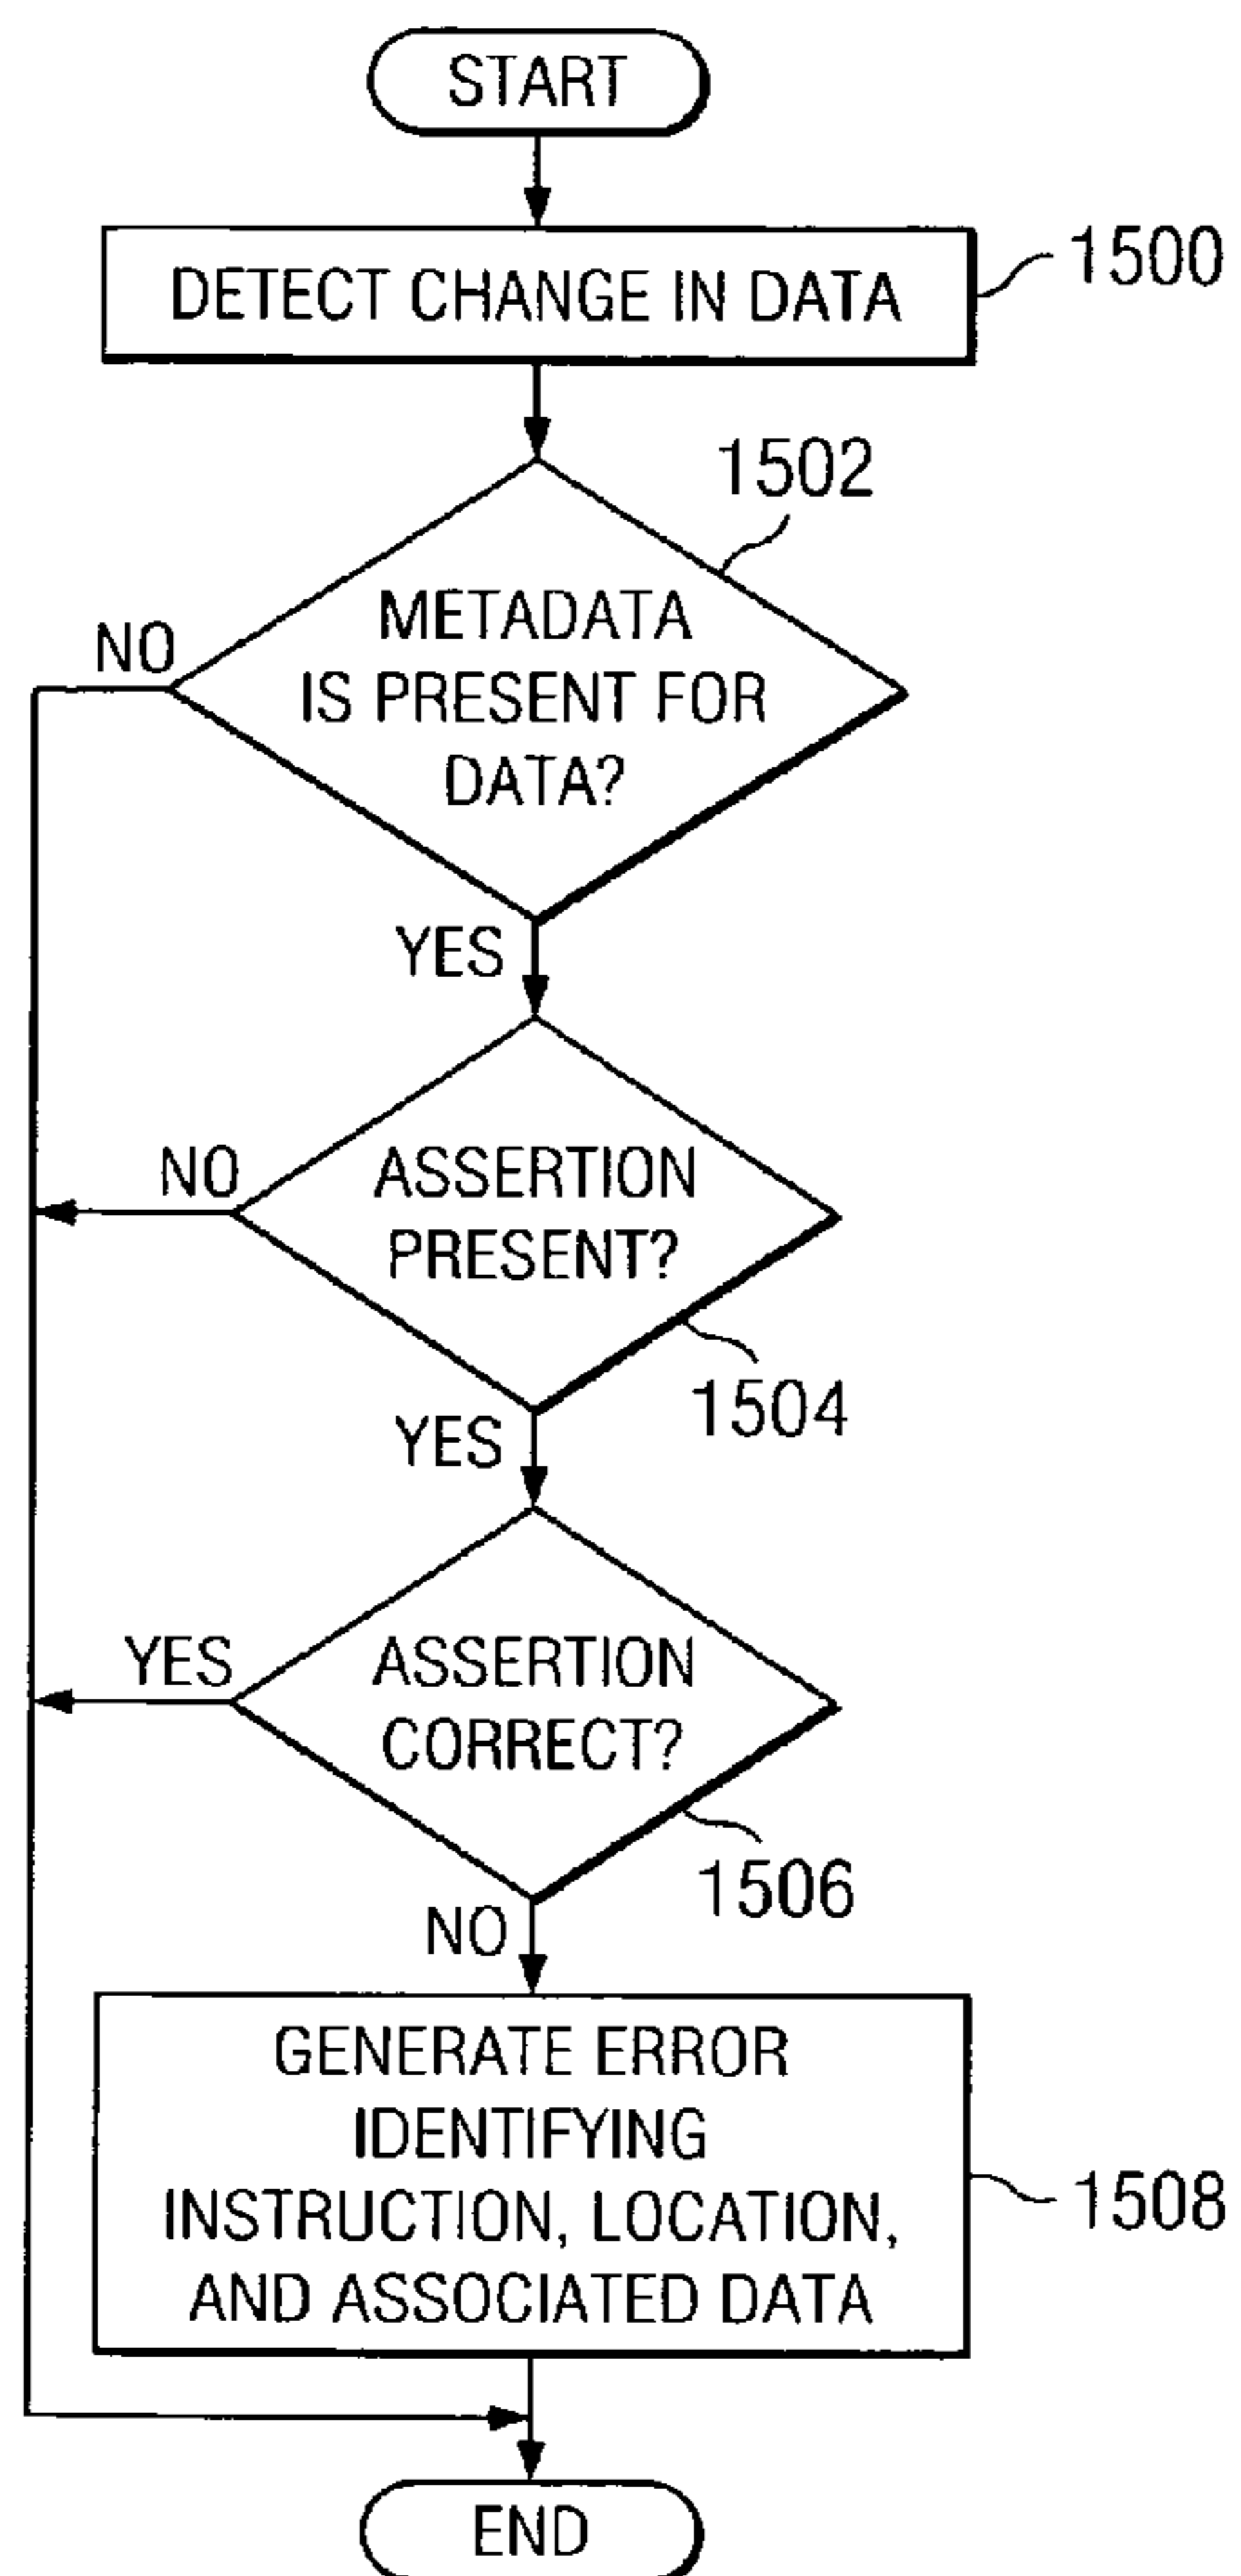 START
DETECT CHANGE IN DATA
1500
1502
METADATA
IS PRESENT FOR
DATA?
NO
YES
ASSERTION
PRESENT?
NO
1504
YES
ASSERTION
CORRECT?
YES
1506
NO
GENERATE ERROR
IDENTIFYING
INSTRUCTION, LOCATION,
AND ASSOCIATED DATA
1508
END